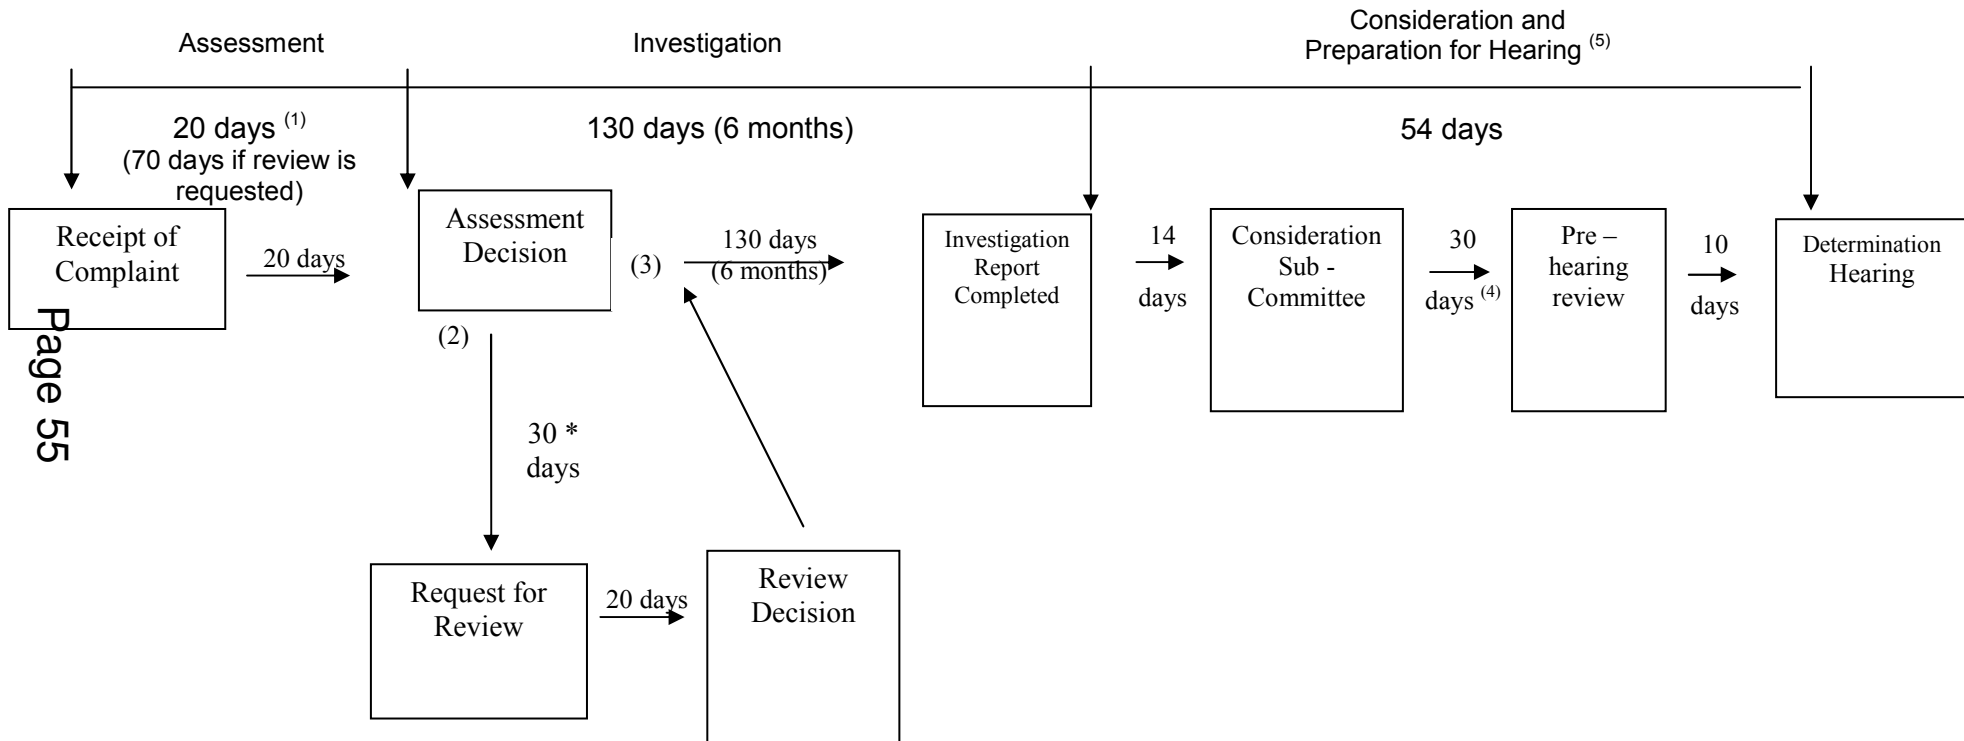 Assessment
Investigation
Consideration and
Preparation for Hearing (5)
20 days (1)
(70 days if review is
requested)
130 days (6 months)
54 days
Receipt of
Complaint
20 days
Assessment
Decision
(2)
(3)
130 days
(6 months)
Investigation
Report
Completed
14
days
Consideration
Sub -
Committee
30
days (4)
Pre –
hearing
review
10
days
Determination
Hearing
30 *
days
Request for
Review
20 days
Review
Decision
Page 55